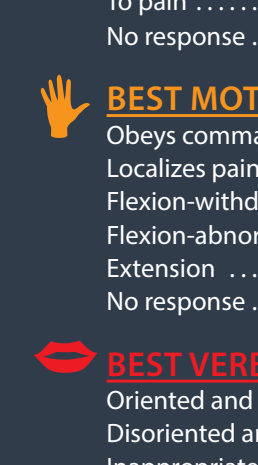 To pain . . . . . .
No response .
BEST MOT
Obeys comma
Localizes pain
Flexion-withd
Flexion-abnor
Extension . . .
No response .
BEST VERB
Oriented and
Disoriented a
Inappropriate